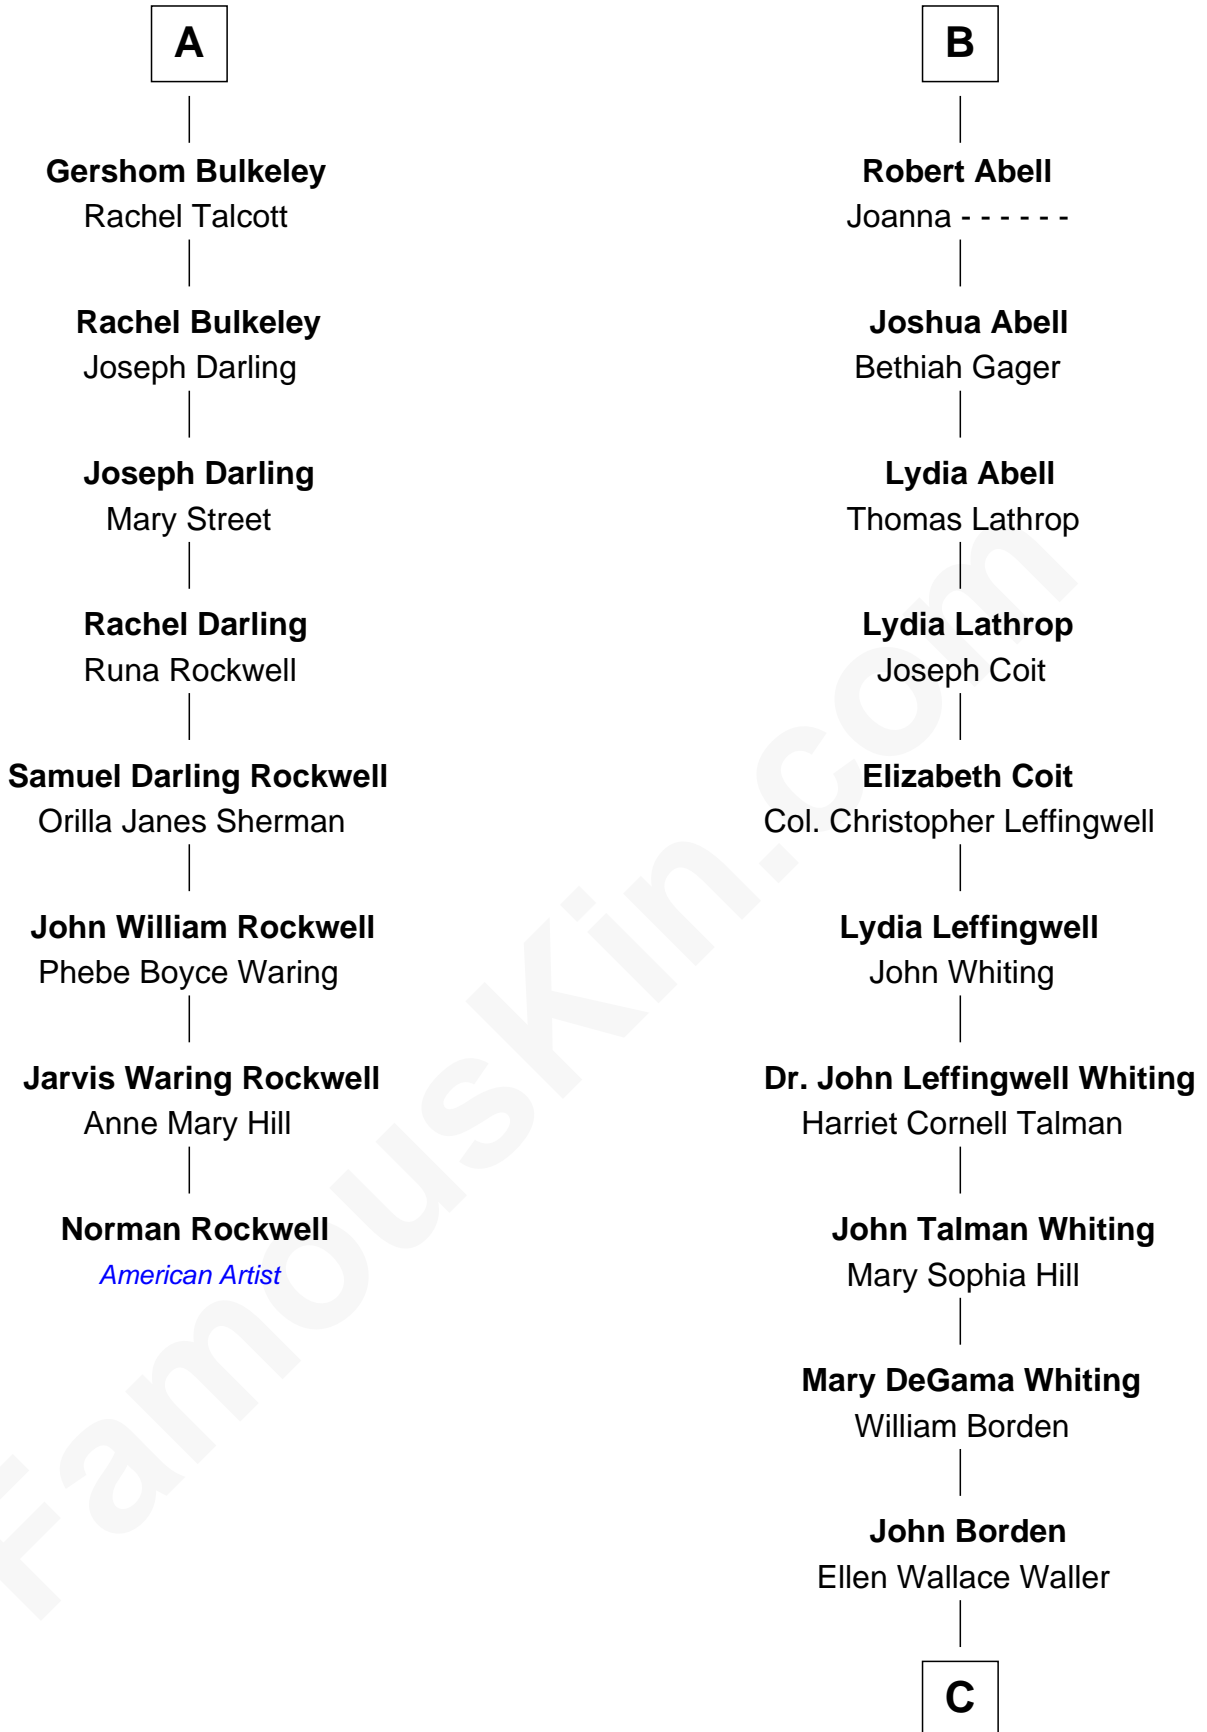 A
Gershom Bulkeley
Rachel Talcott
Rachel Bulkeley
Joseph Darling
Joseph Darling
Mary Street
Rachel Darling
Runa Rockwell
Samuel Darling Rockwell
Orilla Janes Sherman
John William Rockwell
Phebe Boyce Waring
Jarvis Waring Rockwell
Anne Mary Hill
Norman Rockwell
American Artist
B
Robert Abell
Joanna - - - - - -
Joshua Abell
Bethiah Gager
Lydia Abell
Thomas Lathrop
Lydia Lathrop
Joseph Coit
Elizabeth Coit
Col. Christopher Leffingwell
Lydia Leffingwell
John Whiting
Dr. John Leffingwell Whiting
Harriet Cornell Talman
John Talman Whiting
Mary Sophia Hill
Mary DeGama Whiting
William Borden
John Borden
Ellen Wallace Waller
C
FamousKin.com